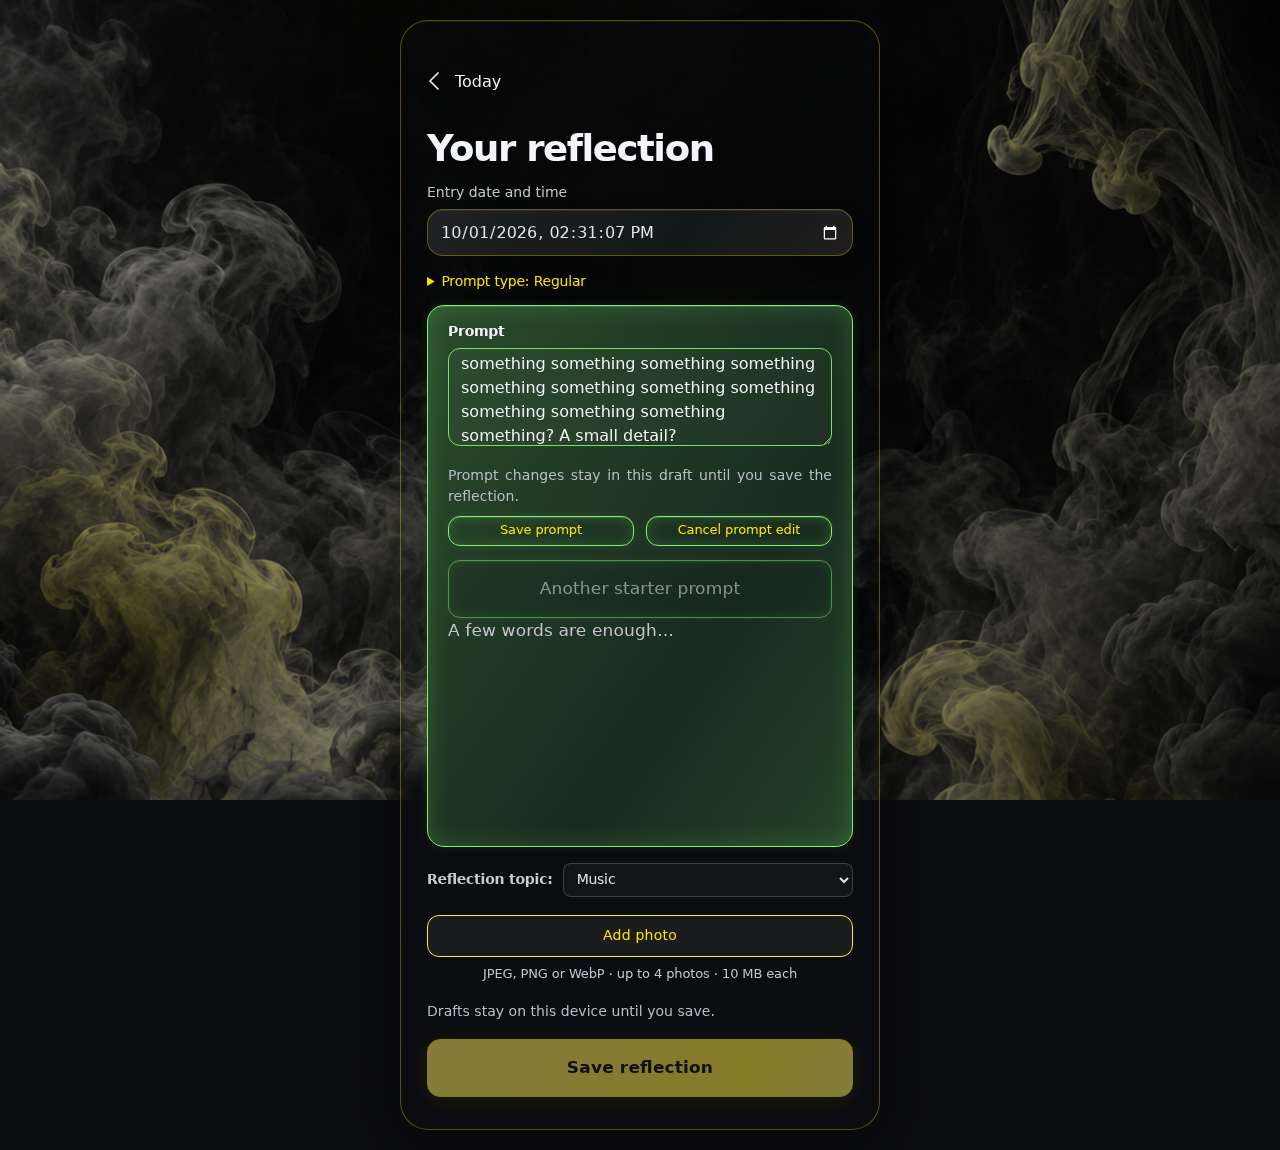 Today
Your reflection
Entry date and time
10/01/2026, 02:31:07 PM
Prompt type: Regular
Prompt
something something something something
something something something something
something something something
something? A small detail?
Prompt changes stay in this draft until you save the
reflection.
Save prompt
Cancel prompt edit
Another starter prompt
A few words are enough...
Reflection topic:
Music
Add photo
JPEG, PNG or WebP · up to 4 photos · 10 MB each
Drafts stay on this device until you save.
Save reflection